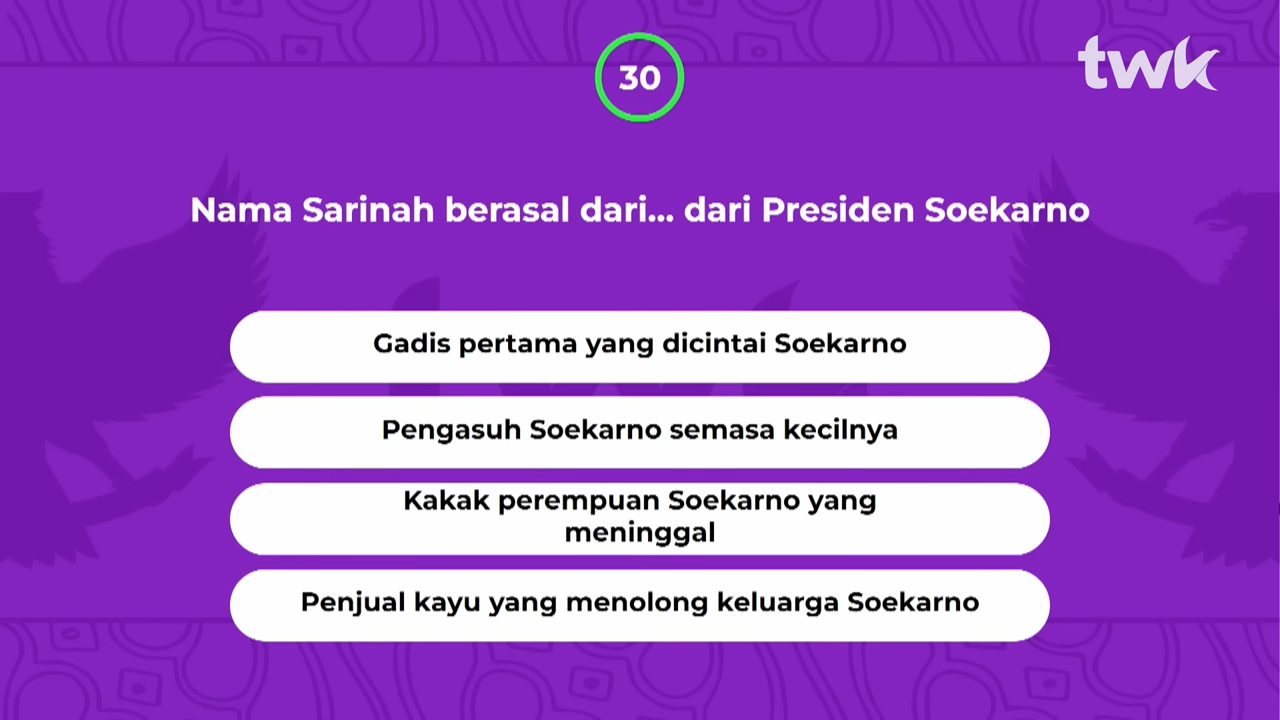 30
twk
Nama Sarinah berasal dari... dari Presiden Soekarno
Gadis pertama yang dicintai Soekarno
Pengasuh Soekarno semasa kecilnya
Kakak perempuan Soekarno yang
meninggal
Penjual kayu yang menolong keluarga Soekarno